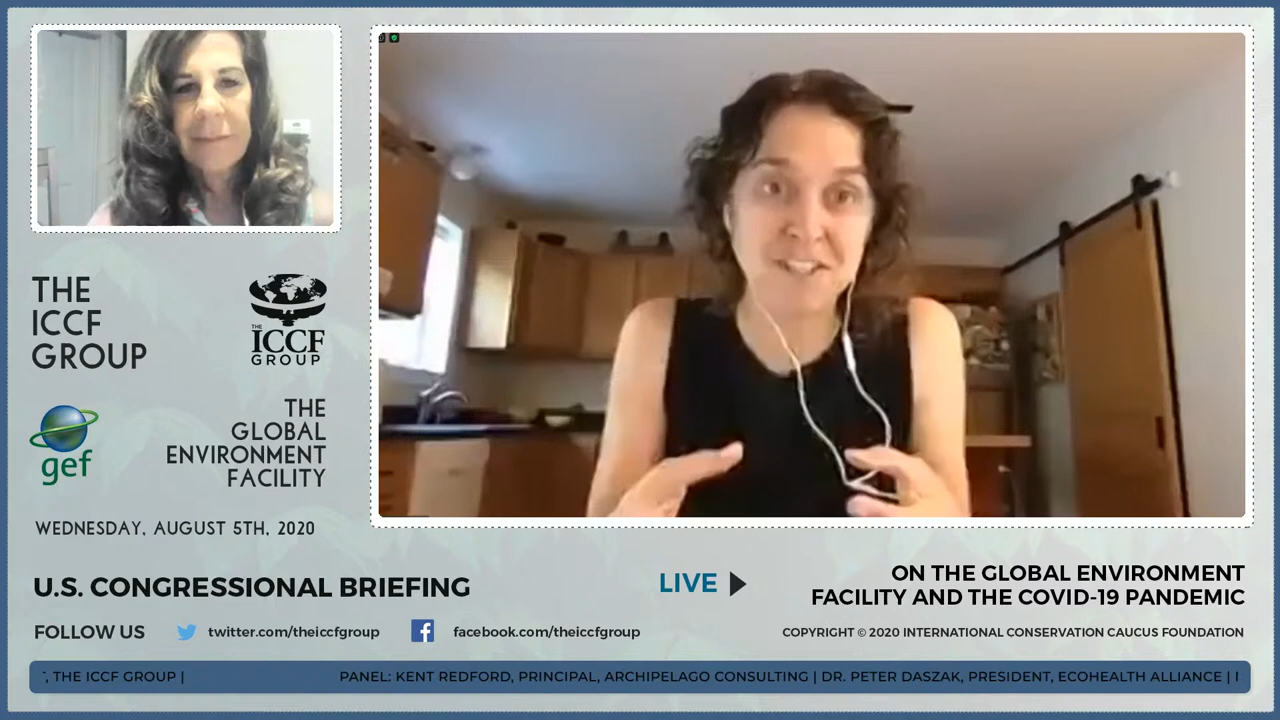 THE
ICCF
GROUP
THE
ICCF
GROUP
gef
THE
GLOBAL
ENVIRONMENT
FACILITY
WEDNESDAY, AUGUST 5TH, 2020
U.S. CONGRESSIONAL BRIEFING
LIVE
ON THE GLOBAL ENVIRONMENT
FACILITY AND THE COVID-19 PANDEMIC
FOLLOW US
twitter.com/theiccfgroup
facebook.com/theiccfgroup
COPYRIGHT © 2020 INTERNATIONAL CONSERVATION CAUCUS FOUNDATION
, THE ICCF GROUP | PANEL: KENT REDFORD, PRINCIPAL, ARCHIPELAGO CONSULTING | DR. PETER DASZAK, PRESIDENT, ECOHEALTH ALLIANCE |